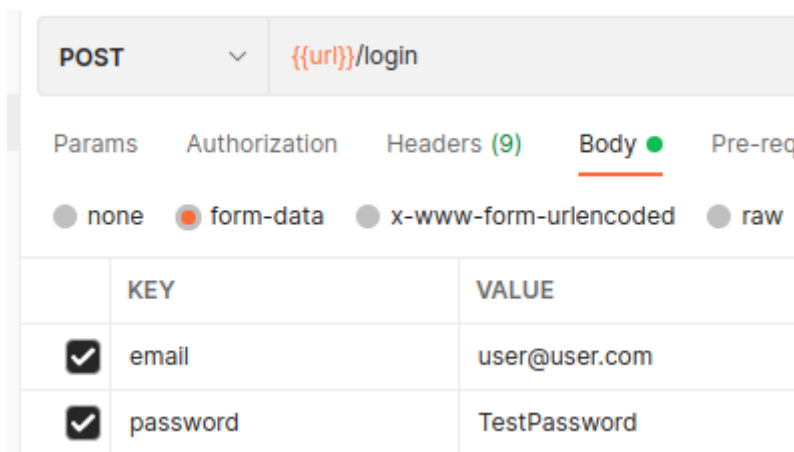 POST {{url}}/login
Params Authorization Headers (9) Body Pre-req
none form-data x-www-form-urlencoded raw
KEY VALUE
email user@user.com
password TestPassword